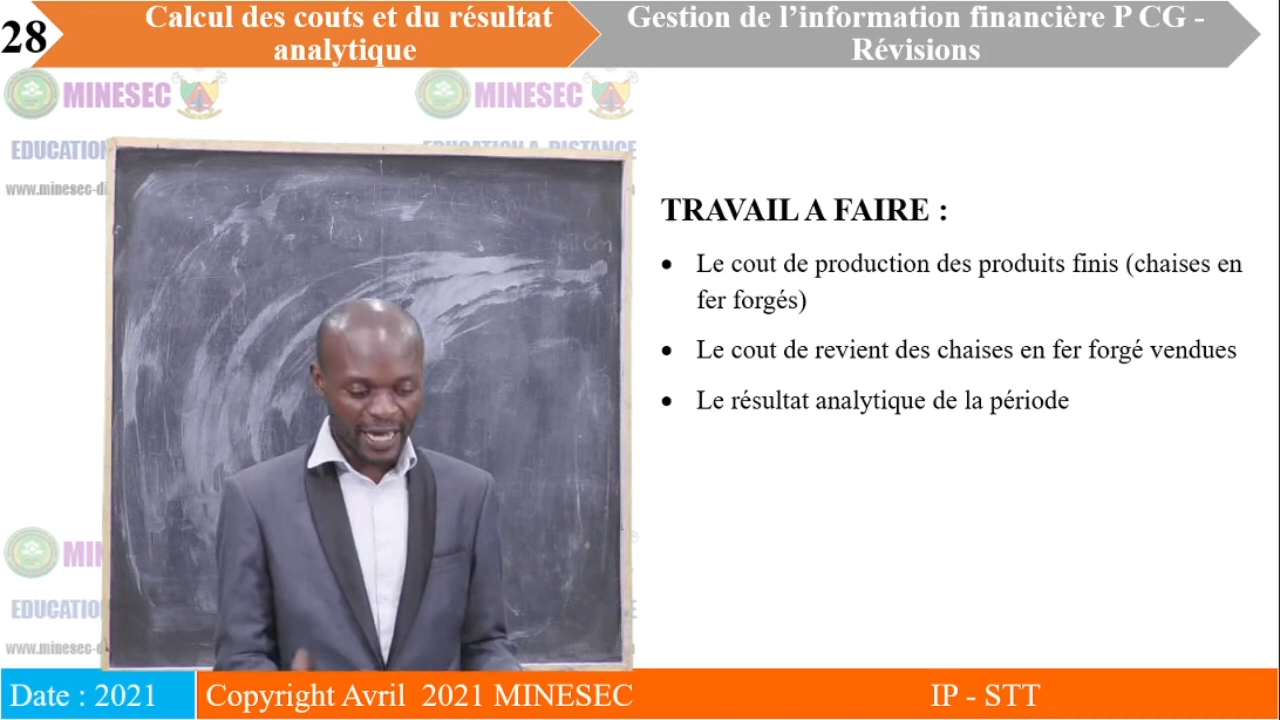 28
Calcul des couts et du résultat
analytique
Gestion de l’information financière P CG -
Révisions
MINESEC
MINESEC
EDUCATION A DISTANCE
www.minesec-di
TRAVAIL A FAIRE :
• Le cout de production des produits finis (chaises en
fer forgés)
• Le cout de revient des chaises en fer forgé vendues
• Le résultat analytique de la période
MIN
EDUCATIO
www.minesec-d
Date : 2021
Copyright Avril 2021 MINESEC
IP - STT